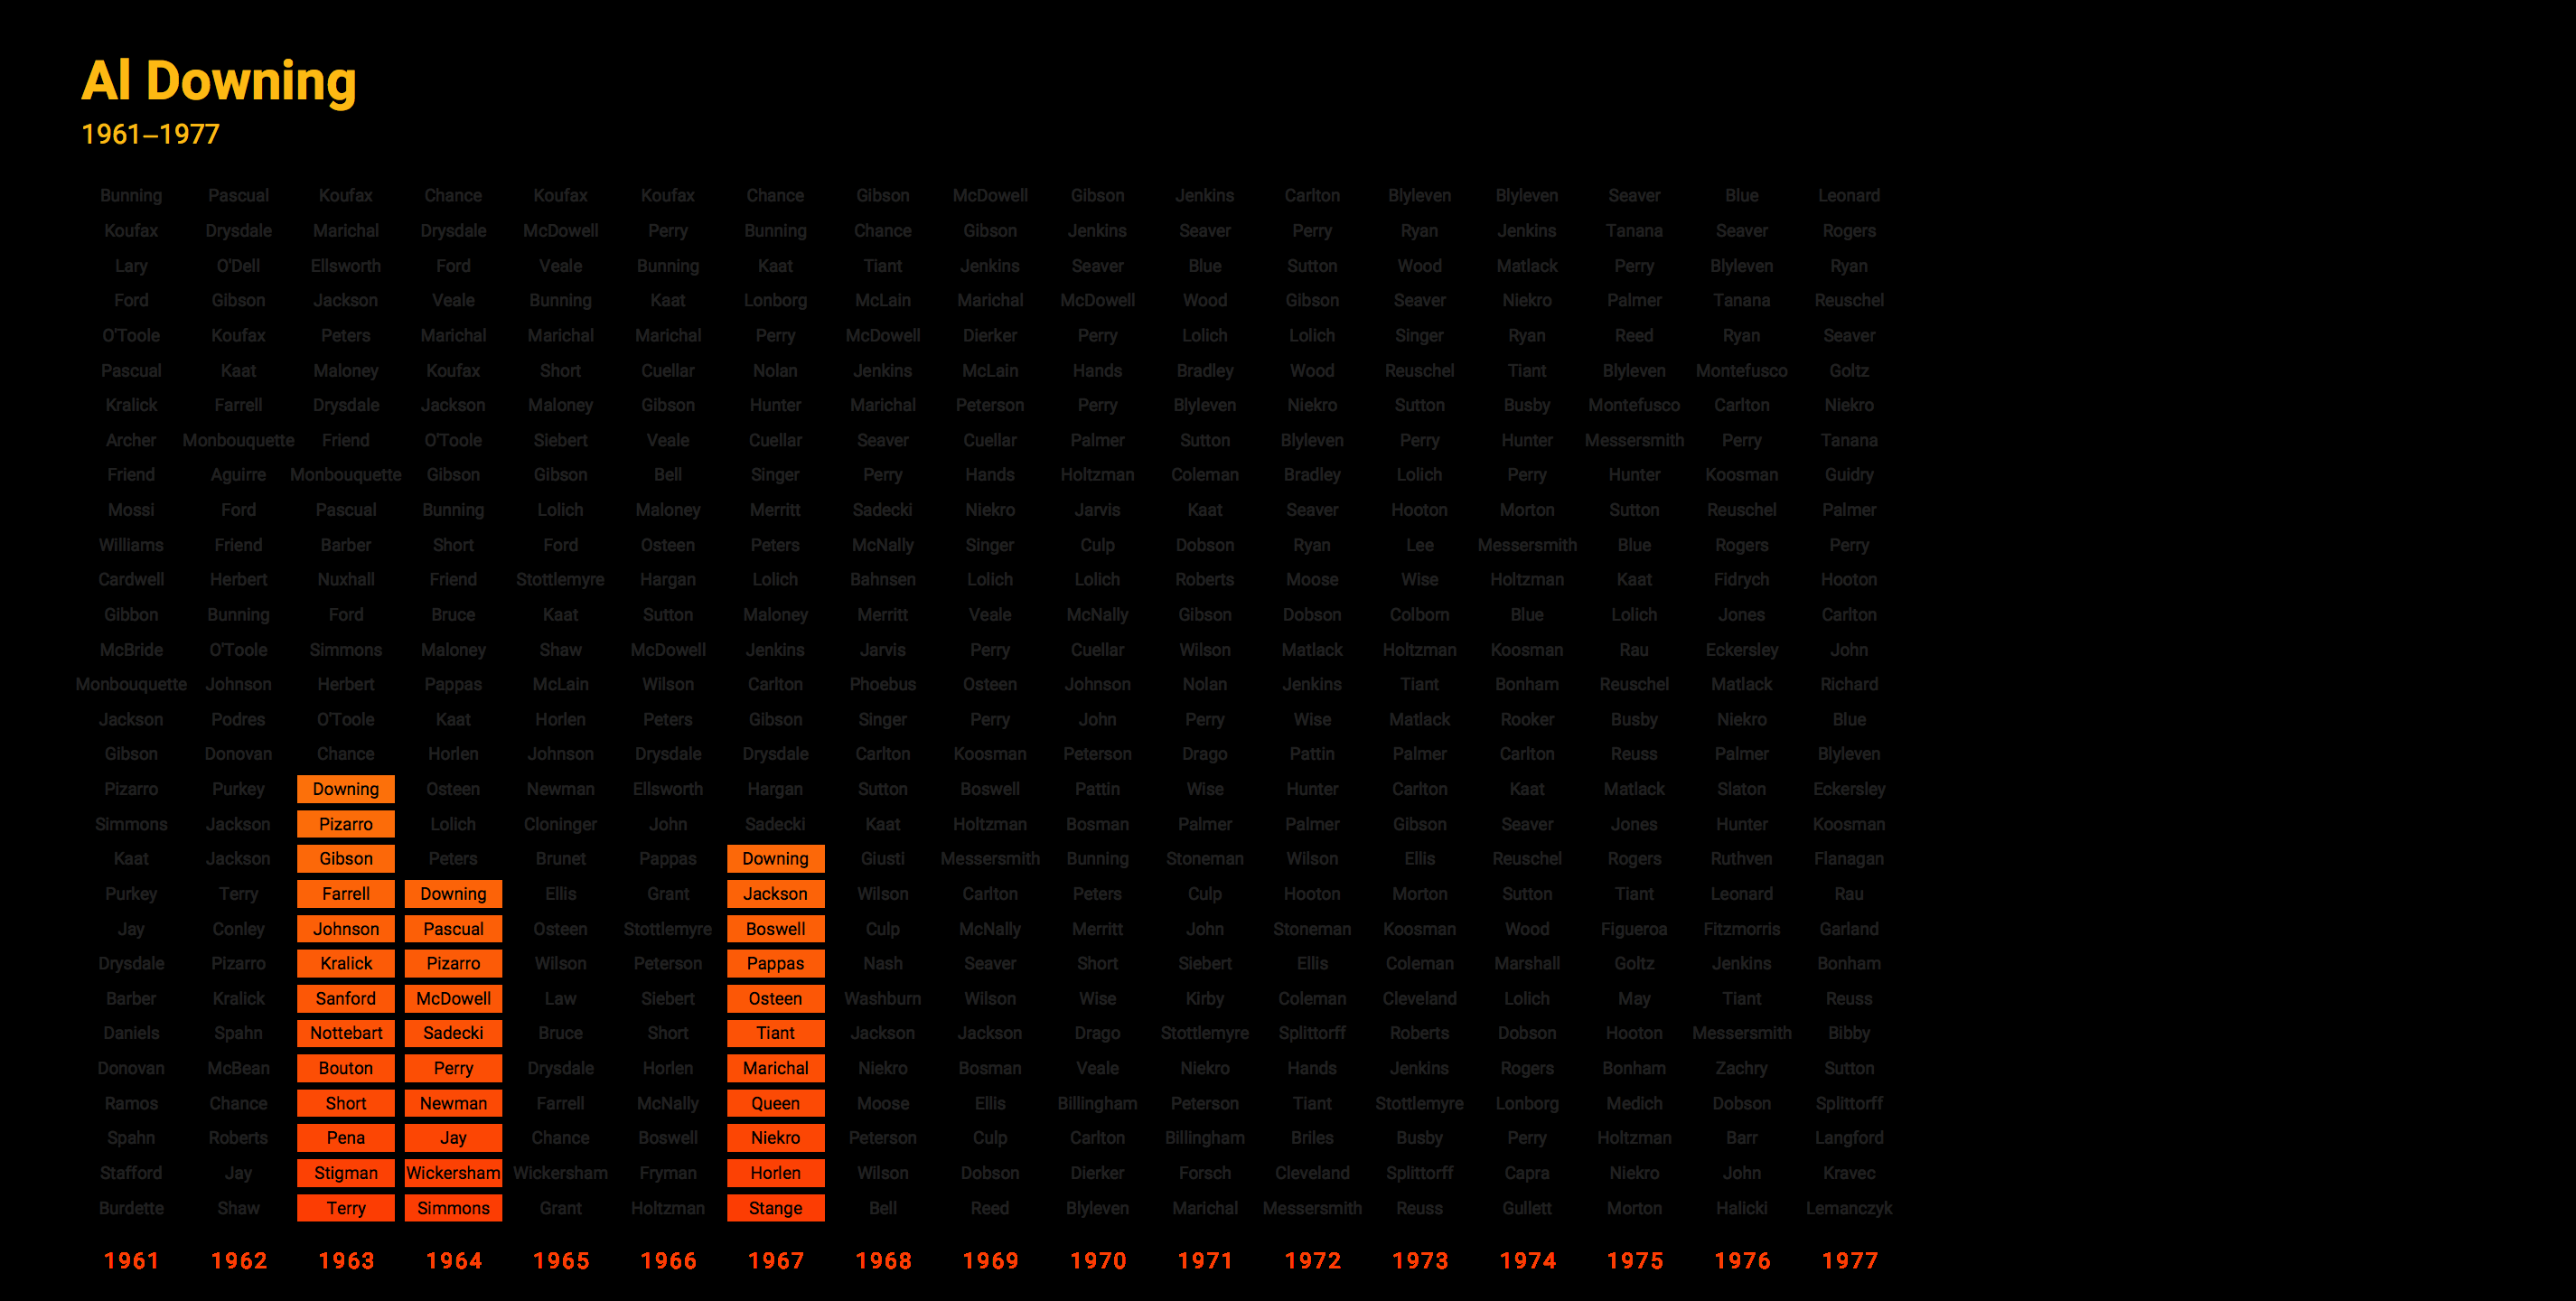 Al Downing
1961–1977
Bunning Pascual Koufax Chance Koufax Koufax Chance Gibson McDowell Gibson Jenkins Carlton Blyleven Blyleven Seaver Blue Leonard
Koufax Drysdale Marichal Drysdale McDowell Perry Bunning Chance Gibson Jenkins Seaver Perry Ryan Jenkins Tanana Seaver Rogers
Lary O'Dell Ellsworth Ford Veale Bunning Kaat Tiant Jenkins Seaver Blue Sutton Wood Matlack Perry Blyleven Ryan
Ford Gibson Jackson Veale Bunning Kaat Lonborg McLain Marichal McDowell Wood Gibson Seaver Niekro Palmer Tanana Reuschel
O'Toole Koufax Peters Marichal Marichal Marichal Perry McDowell Dierker Perry Lolich Lolich Singer Ryan Reed Ryan Seaver
Pascual Kaat Maloney Koufax Short Cuellar Nolan Jenkins McLain Hands Bradley Wood Reuschel Tiant Blyleven Montefusco Goltz
Kralick Farrell Drysdale Jackson Maloney Gibson Hunter Marichal Peterson Perry Blyleven Niekro Sutton Busby Montefusco Carlton Niekro
Archer Monbouquette Friend O'Toole Siebert Veale Cuellar Seaver Cuellar Palmer Sutton Blyleven Perry Hunter Messersmith Perry Tanana
Friend Aguirre Monbouquette Gibson Gibson Bell Singer Perry Hands Holtzman Coleman Bradley Lolich Perry Hunter Koosman Guidry
Mossi Ford Pascual Bunning Lolich Maloney Merritt Sadecki Niekro Jarvis Kaat Seaver Hooton Morton Sutton Reuschel Palmer
Williams Friend Barber Short Ford Osteen Peters McNally Singer Culp Dobson Ryan Lee Messersmith Blue Rogers Perry
Cardwell Herbert Nuxhall Friend Stottlemyre Hargan Lolich Bahnsen Lolich Lolich Roberts Moose Wise Holtzman Kaat Fidrych Hooton
Gibbon Bunning Ford Bruce Kaat Sutton Maloney Merritt Veale McNally Gibson Dobson Colborn Blue Lolich Jones Carlton
McBride O'Toole Simmons Maloney Shaw McDowell Jenkins Jarvis Perry Cuellar Wilson Matlack Holtzman Koosman Rau Eckersley John
Monbouquette Johnson Herbert Pappas McLain Wilson Carlton Phoebus Osteen Johnson Nolan Jenkins Tiant Bonham Reuschel Matlack Richard
Jackson Podres O'Toole Kaat Horlen Peters Gibson Singer Perry John Perry Wise Matlack Rooker Busby Niekro Blue
Gibson Donovan Chance Horlen Johnson Drysdale Drysdale Carlton Koosman Peterson Drago Pattin Palmer Carlton Reuss Palmer Blyleven
Pizarro Purkey Downing Osteen Newman Ellsworth Hargan Sutton Boswell Pattin Wise Hunter Carlton Kaat Matlack Slaton Eckersley
Simmons Jackson Pizarro Lolich Cloninger John Sadecki Kaat Holtzman Bosman Palmer Palmer Gibson Seaver Jones Hunter Koosman
Kaat Jackson Gibson Peters Brunet Pappas Downing Giusti Messersmith Bunning Stoneman Wilson Ellis Reuschel Rogers Ruthven Flanagan
Purkey Terry Farrell Downing Ellis Grant Jackson Wilson Carlton Peters Culp Hooton Morton Sutton Tiant Leonard Rau
Jay Conley Johnson Pascual Osteen Stottlemyre Boswell Culp McNally Merritt John Stoneman Koosman Wood Figueroa Fitzmorris Garland
Drysdale Pizarro Kralick Pizarro Wilson Peterson Pappas Nash Seaver Short Siebert Ellis Coleman Marshall Goltz Jenkins Bonham
Barber Kralick Sanford McDowell Law Siebert Osteen Washburn Wilson Wise Kirby Coleman Cleveland Lolich May Tiant Reuss
Daniels Spahn Nottebart Sadecki Bruce Short Tiant Jackson Jackson Drago Stottlemyre Splittorff Roberts Dobson Hooton Messersmith Bibby
Donovan McBean Bouton Perry Drysdale Horlen Marichal Niekro Bosman Veale Niekro Hands Jenkins Rogers Bonham Zachry Sutton
Ramos Chance Short Newman Farrell McNally Queen Moose Ellis Billingham Peterson Tiant Stottlemyre Lonborg Medich Dobson Splittorff
Spahn Roberts Pena Jay Chance Boswell Niekro Peterson Culp Carlton Billingham Briles Busby Perry Holtzman Barr Langford
Stafford Jay Stigman Wickersham Wickersham Fryman Horlen Wilson Dobson Dierker Forsch Cleveland Splittorff Capra Niekro John Kravec
Burdette Shaw Terry Simmons Grant Holtzman Stange Bell Reed Blyleven Marichal Messersmith Reuss Gullett Morton Halicki Lemanczyk
1961 1962 1963 1964 1965 1966 1967 1968 1969 1970 1971 1972 1973 1974 1975 1976 1977